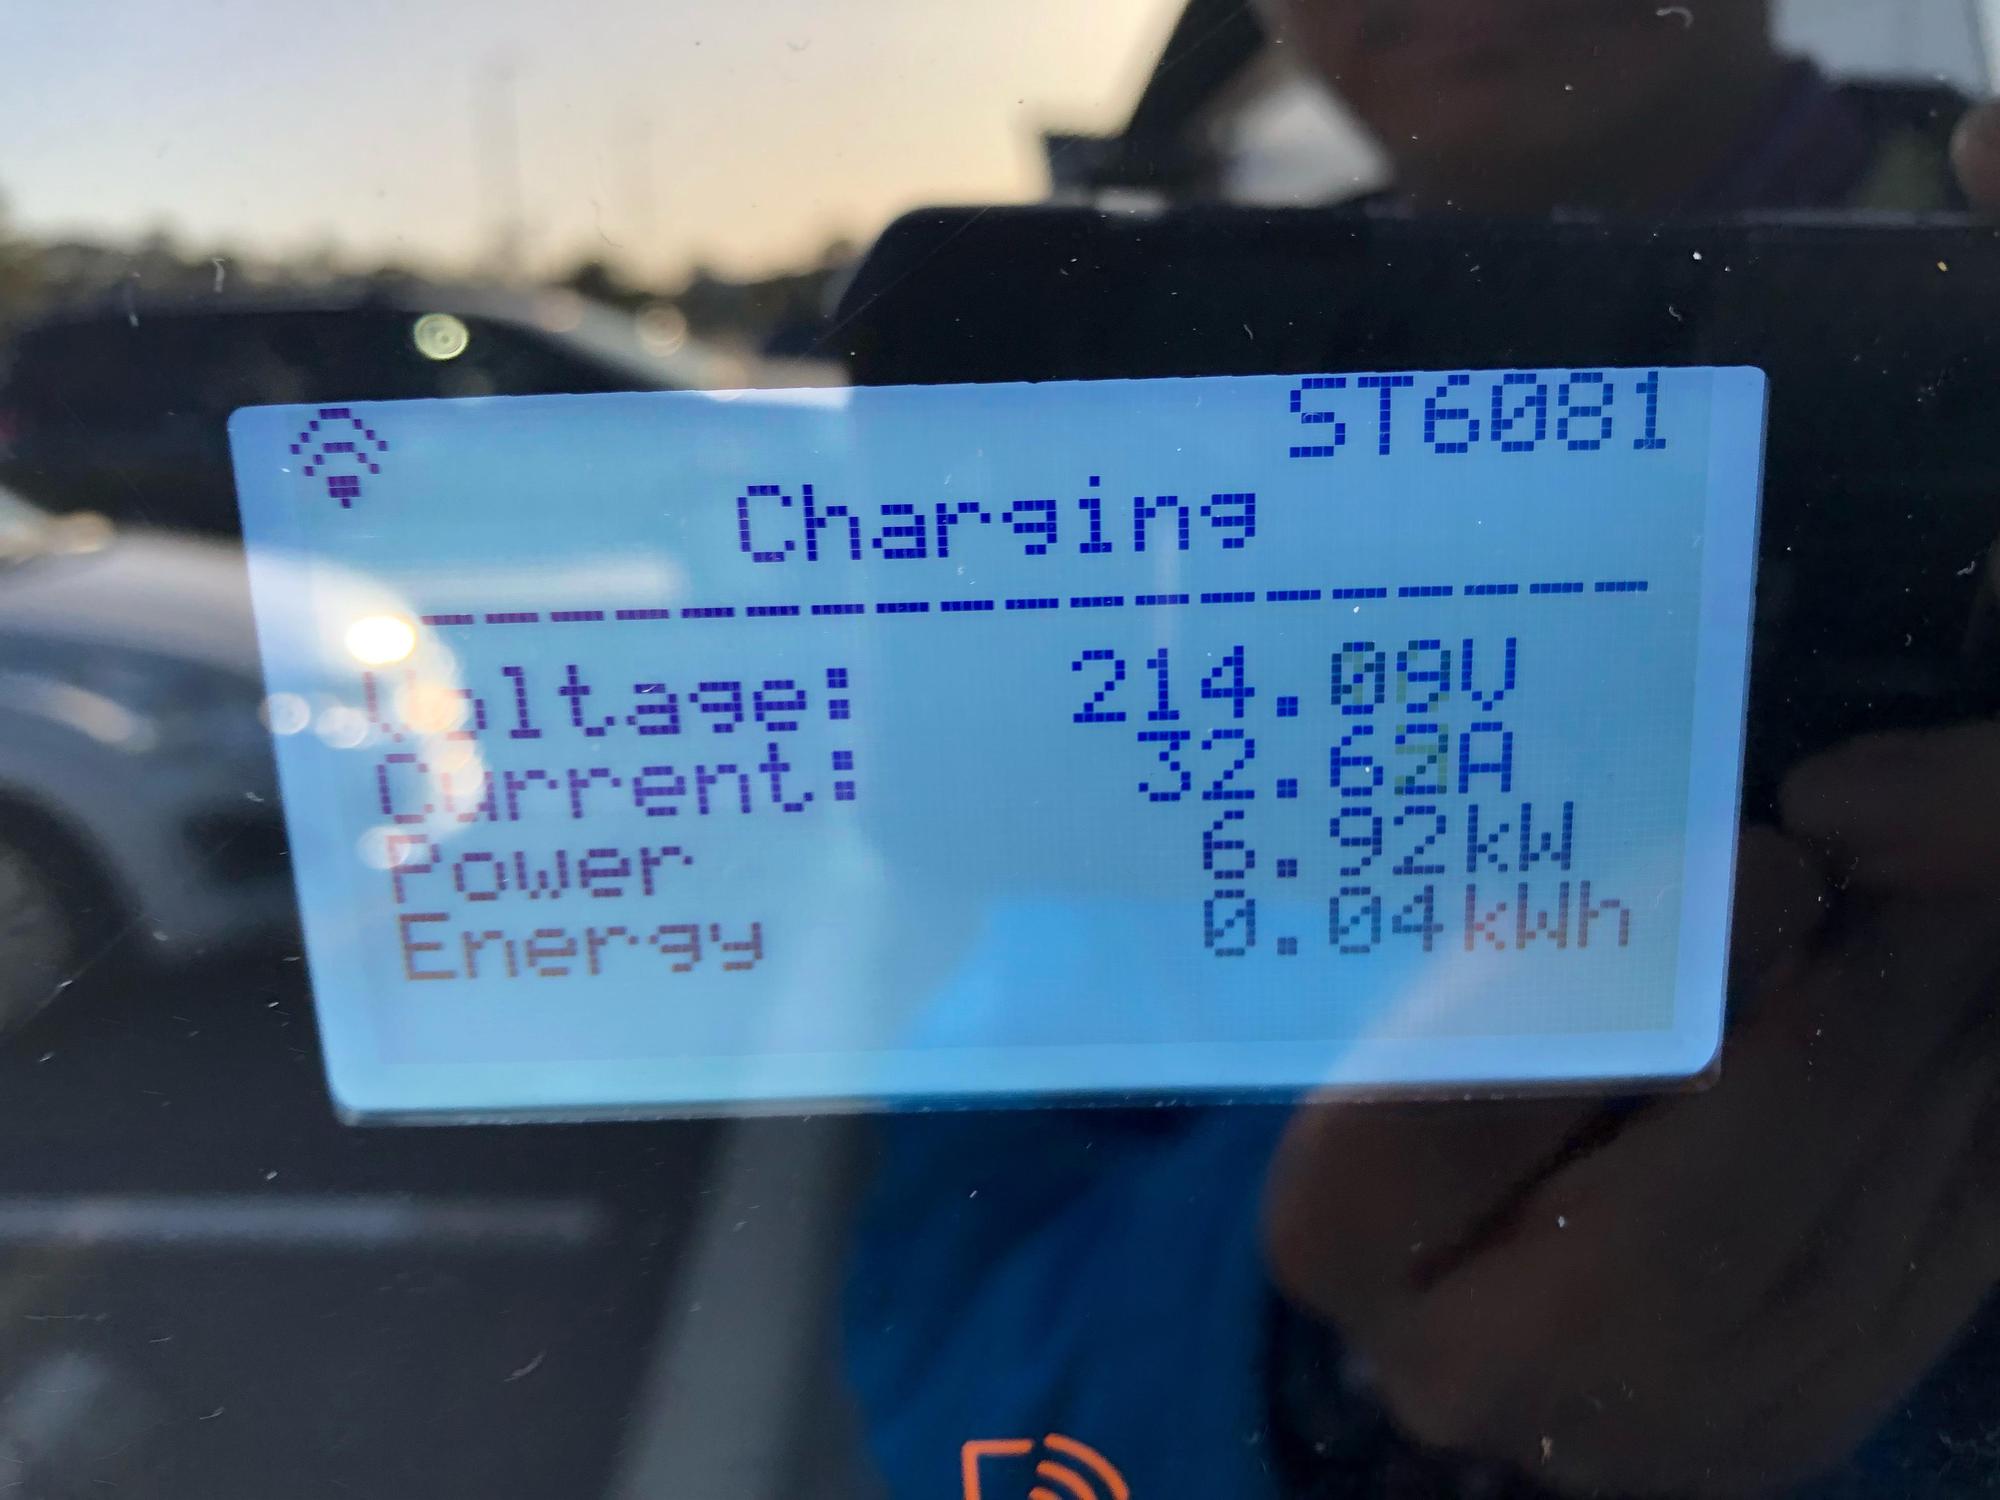 ST6081
Charging
-------------------
Voltage: 214.09V
Current: 32.62A
Power 6.92kW
Energy 0.04kWh